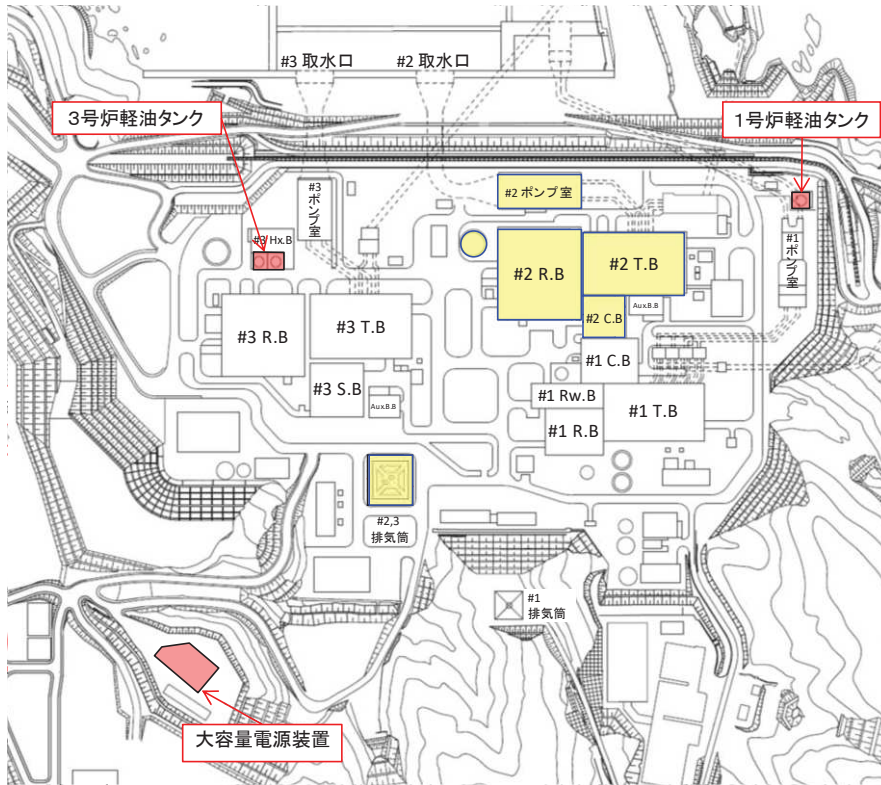 #3 取水口
#2 取水口
3号炉軽油タンク
1号炉軽油タンク
#3
ポンプ室
#2 ポンプ室
#3 Hx.B
#1
ポンプ室
#2 R.B
#2 T.B
#2 C.B
Aux.B.B
#3 R.B
#3 T.B
#1 C.B
#3 S.B
Aux.B.B
#1 Rw.B
#1 T.B
#1 R.B
#2,3
排気筒
#1
排気筒
大容量電源装置